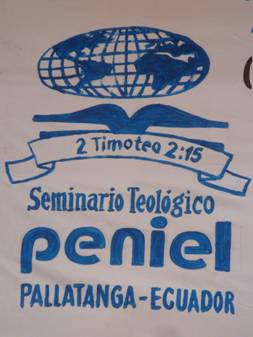 2 Timoteo 2:15
Seminario Teológico
peniel
PALLATANGA-ECUADOR